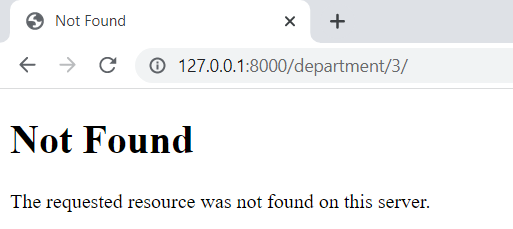 Not Found
127.0.0.1:8000/department/3/
Not Found
The requested resource was not found on this server.